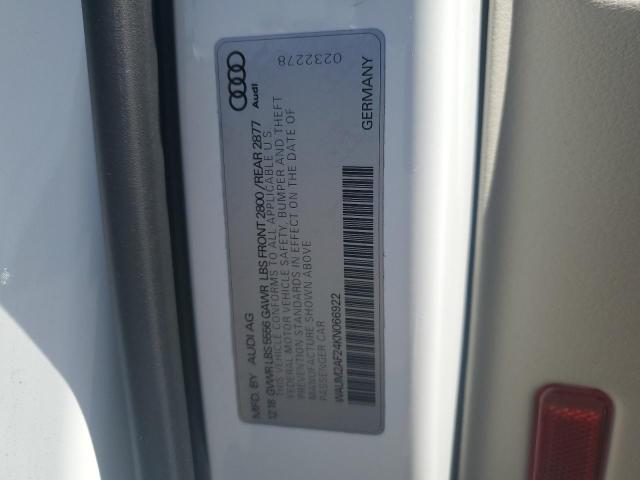 MFD. BY AUDI AG
12/18 GVWR LBS 5556 GAWR LBS FRONT 2800 / REAR 2877
THIS VEHICLE CONFORMS TO ALL APPLICABLE U.S.
FEDERAL MOTOR VEHICLE SAFETY, BUMPER AND THEFT
PREVENTION STANDARDS IN EFFECT ON THE DATE OF
MANUFACTURE SHOWN ABOVE
PASSENGER CAR
WAUM2AF24KN066922
Audi
0232278
GERMANY